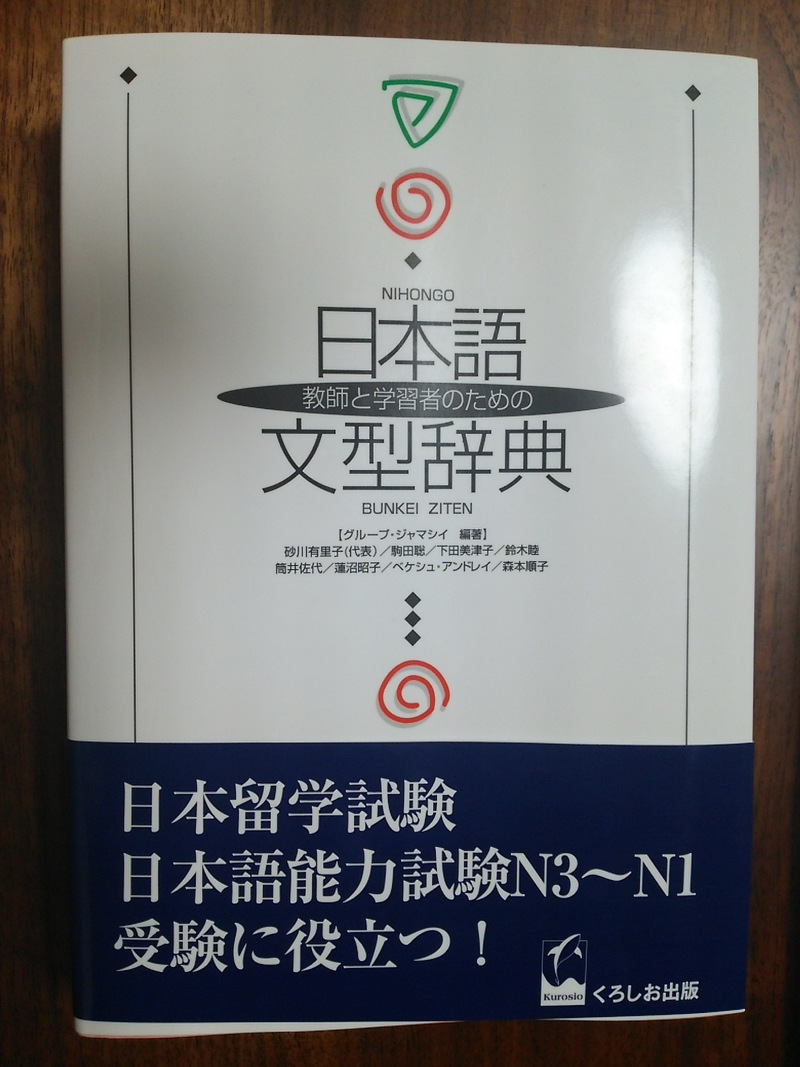 NIHONGO
日本語
教師と学習者のための
文型辞典
BUNKEI ZITEN
【グループ・ジャマシイ 編著】
砂川有里子(代表)／駒田聡／下田美津子／鈴木睦
筒井佐代／蓮沼昭子／ベケシュ・アンドレイ／森本順子
日本留学試験
日本語能力試験N3〜N1
受験に役立つ！
Kurosio
くろしお出版